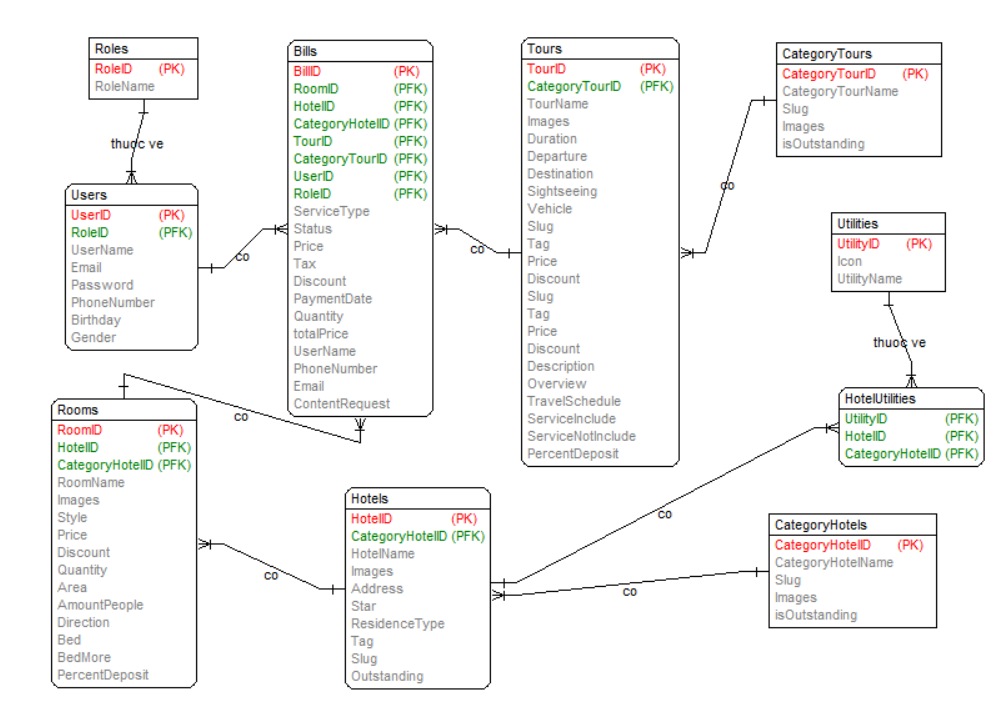 Roles
RoleID (PK)
RoleName
thuoc ve
Users
UserID (PK)
RoleID (PFK)
UserName
Email
Password
PhoneNumber
Birthday
Gender
co
Bills
BillID (PK)
RoomID (PFK)
HotelID (PFK)
CategoryHotelID (PFK)
TourID (PFK)
CategoryTourID (PFK)
UserID (PFK)
RoleID (PFK)
ServiceType
Status
Price
Tax
Discount
PaymentDate
Quantity
totalPrice
UserName
PhoneNumber
Email
ContentRequest
co
Tours
TourID (PK)
CategoryTourID (PFK)
TourName
Images
Duration
Departure
Destination
Sightseeing
Vehicle
Slug
Tag
Price
Discount
Slug
Tag
Price
Discount
Description
Overview
TravelSchedule
ServiceInclude
ServiceNotInclude
PercentDeposit
co
CategoryTours
CategoryTourID (PK)
CategoryTourName
Slug
Images
isOutstanding
Utilities
UtilityID (PK)
Icon
UtilityName
thuoc ve
HotelUtilities
UtilityID (PFK)
HotelID (PFK)
CategoryHotelID (PFK)
co
Rooms
RoomID (PK)
HotelID (PFK)
CategoryHotelID (PFK)
RoomName
Images
Style
Price
Discount
Quantity
Area
AmountPeople
Direction
Bed
BedMore
PercentDeposit
co
Hotels
HotelID (PK)
CategoryHotelID (PFK)
HotelName
Images
Address
Star
ResidenceType
Tag
Slug
Outstanding
co
co
CategoryHotels
CategoryHotelID (PK)
CategoryHotelName
Slug
Images
isOutstanding